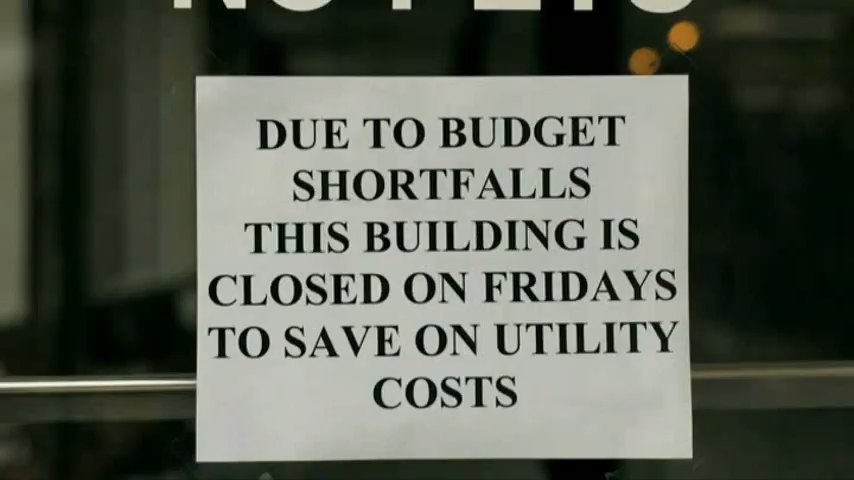 DUE TO BUDGET
SHORTFALLS
THIS BUILDING IS
CLOSED ON FRIDAYS
TO SAVE ON UTILITY
COSTS